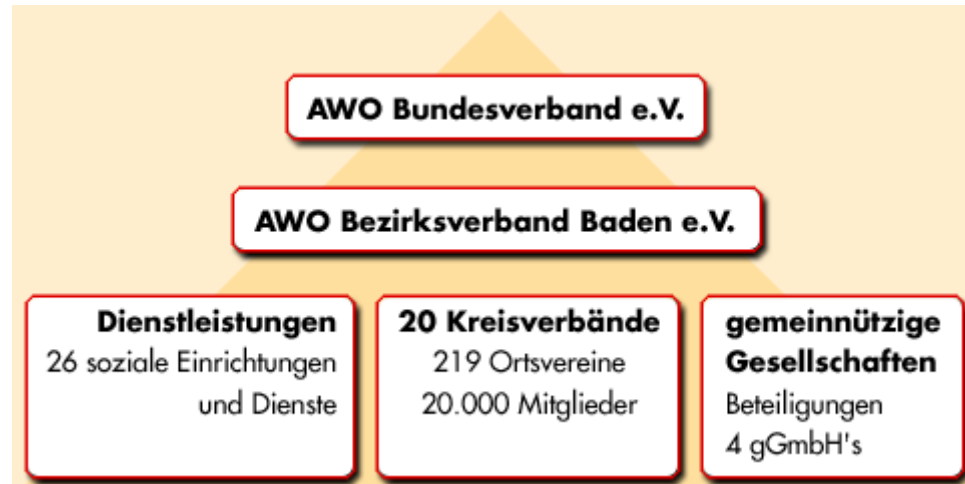 AWO Bundesverband e.V.
AWO Bezirksverband Baden e.V.
Dienstleistungen
26 soziale Einrichtungen
und Dienste
20 Kreisverbände
219 Ortsvereine
20.000 Mitglieder
gemeinnützige
Gesellschaften
Beteiligungen
4 gGmbH's